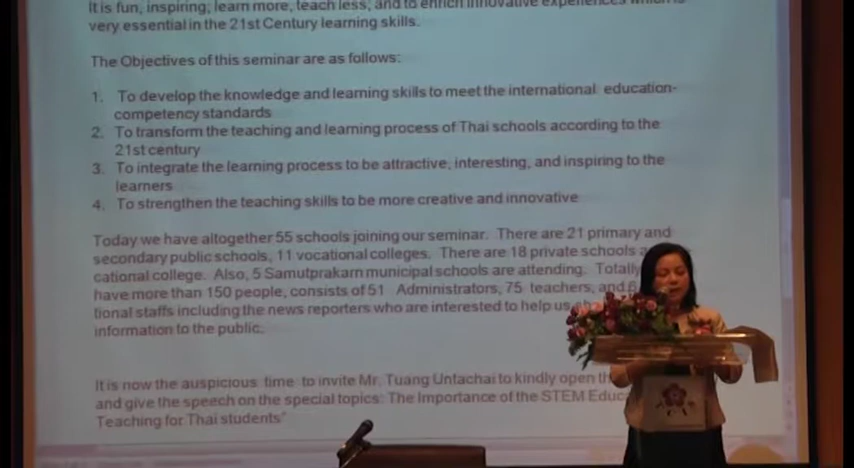 It is fun, inspiring, learn more, teach less, and to enrich innovative experiences which is
very essential in the 21st Century learning skills.
The Objectives of this seminar are as follows:
1. To develop the knowledge and learning skills to meet the international education-
competency standards
2. To transform the teaching and learning process of Thai schools according to the
21st century
3. To integrate the learning process to be attractive, interesting, and inspiring to the
learners
4. To strengthen the teaching skills to be more creative and innovative
Today we have altogether 55 schools joining our seminar. There are 21 primary and
secondary public schools, 11 vocational colleges. There are 18 private schools
cational college. Also, 5 Samutprakarn municipal schools are attending. Totally
have more than 150 people, consists of 51 Administrators, 75 teachers, and
tional staffs including the news reporters who are interested to help us
information to the public.
It is now the auspicious time to invite Mr. Tuang Untachai to kindly open
and give the speech on the special topics: The Importance of the STEM
Teaching for Thai students"